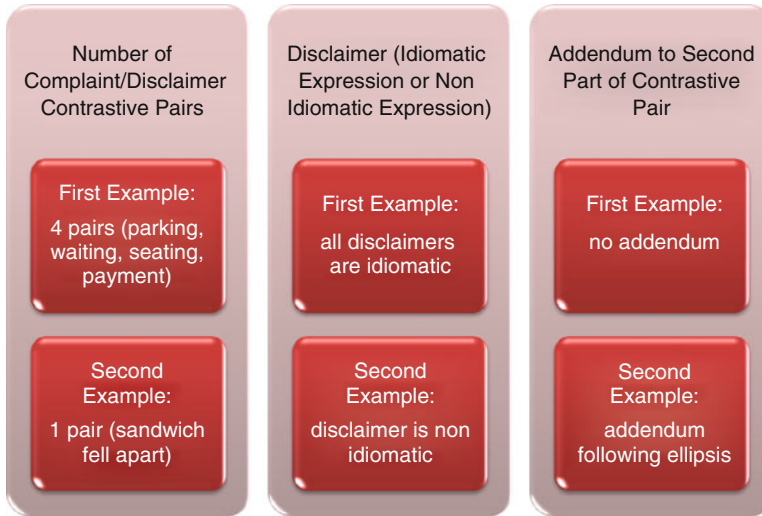 Number of
Complaint/Disclaimer
Contrastive Pairs
First Example:
4 pairs (parking,
waiting, seating,
payment)
Second
Example:
1 pair (sandwich
fell apart)
Disclaimer (Idiomatic
Expression or Non
Idiomatic Expression)
First Example:
all disclaimers
are idiomatic
Second
Example:
disclaimer is non
idiomatic
Addendum to Second
Part of Contrastive
Pair
First Example:
no addendum
Second
Example:
addendum
following ellipsis